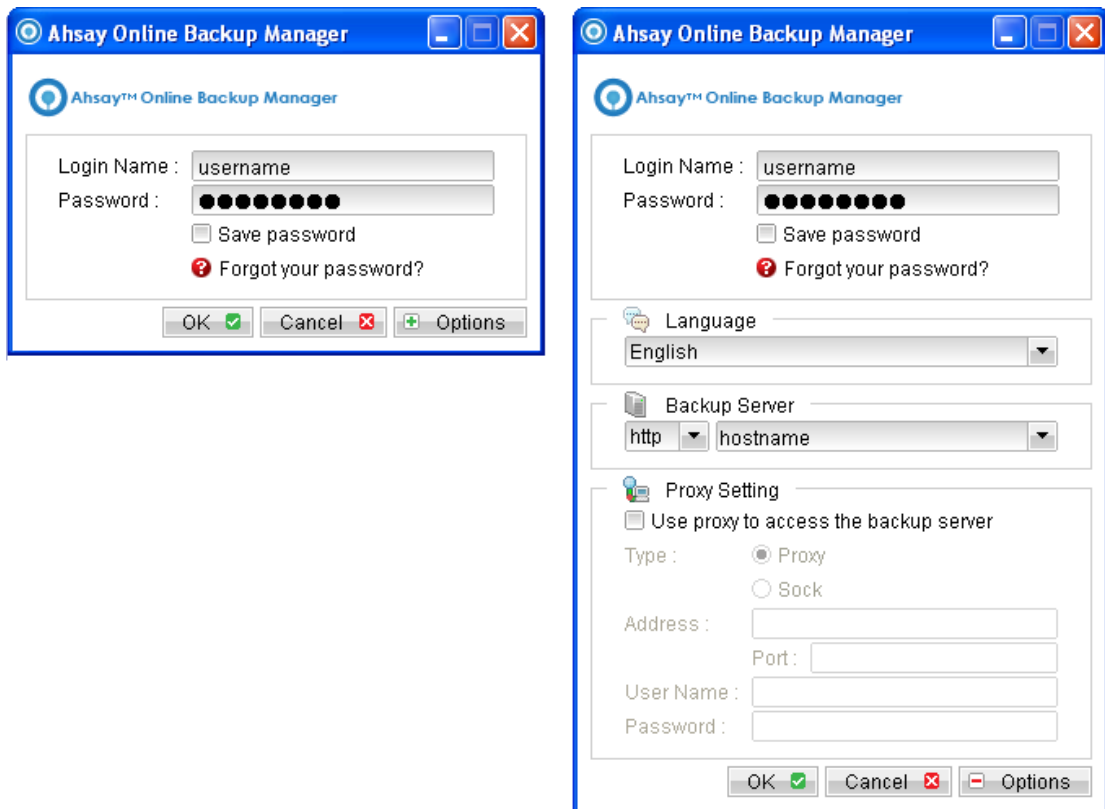 Ahsay Online Backup Manager
Ahsay™ Online Backup Manager
Login Name : username
Password : ●●●●●●●●
Save password
Forgot your password?
OK Cancel Options
Ahsay Online Backup Manager
Ahsay™ Online Backup Manager
Login Name : username
Password : ●●●●●●●●
Save password
Forgot your password?
Language
English
Backup Server
http hostname
Proxy Setting
Use proxy to access the backup server
Type : Proxy
Sock
Address :
Port :
User Name :
Password :
OK Cancel Options